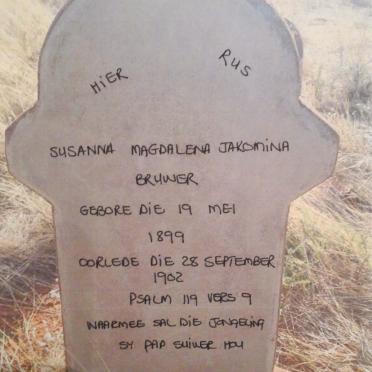 HIER RUS
SUSANNA MAGDALENA JAKOMINA
BRUWER
GEBORE DIE 19 MEI
1899
OORLEDE DIE 28 SEPTEMBER
1902
PSALM 119 VERS 9
WAARMEE SAL DIE JONGELING
SY PAD SUIWER HOU